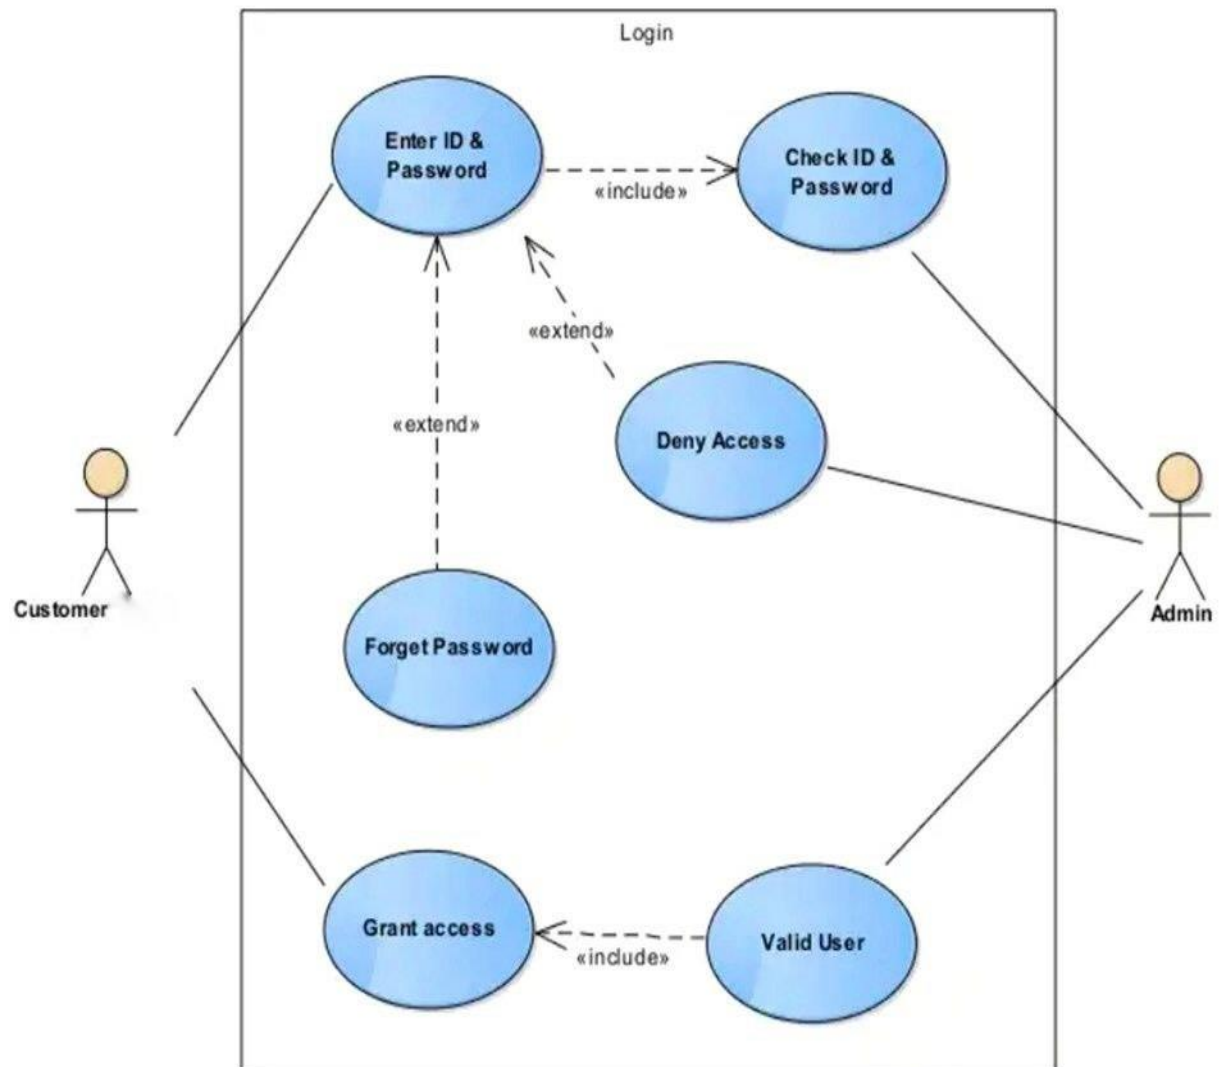 Login
Enter ID &
Password
Check ID &
Password
«include»
«extend»
«extend»
Deny Access
Customer
Admin
Forget Password
Grant access
Valid User
«include»